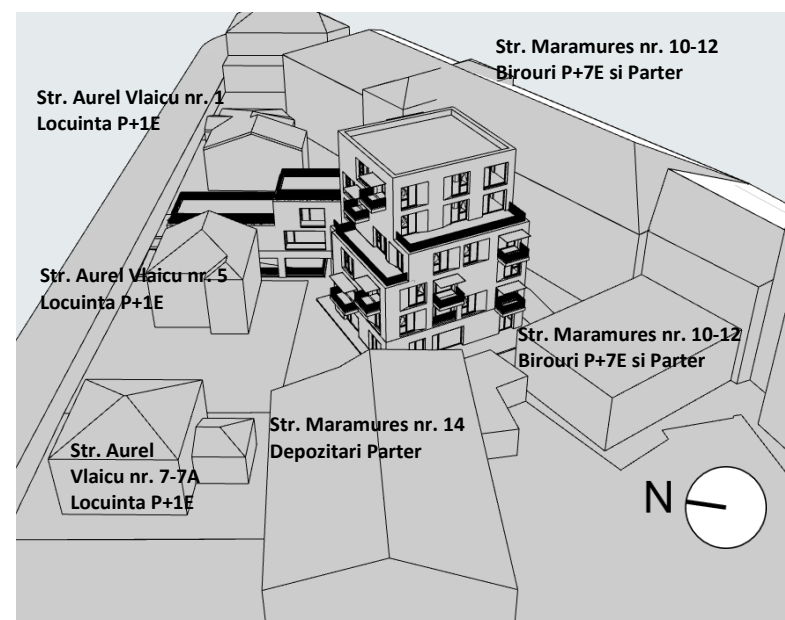 Str. Maramures nr. 10-12
Birouri P+7E si Parter
Str. Aurel Vlaicu nr. 1
Locuinta P+1E
Str. Aurel Vlaicu nr. 5
Locuinta P+1E
Str. Maramures nr. 10-12
Birouri P+7E si Parter
Str. Maramures nr. 14
Depozitari Parter
Str. Aurel
Vlaicu nr. 7-7A
Locuinta P+1E
N